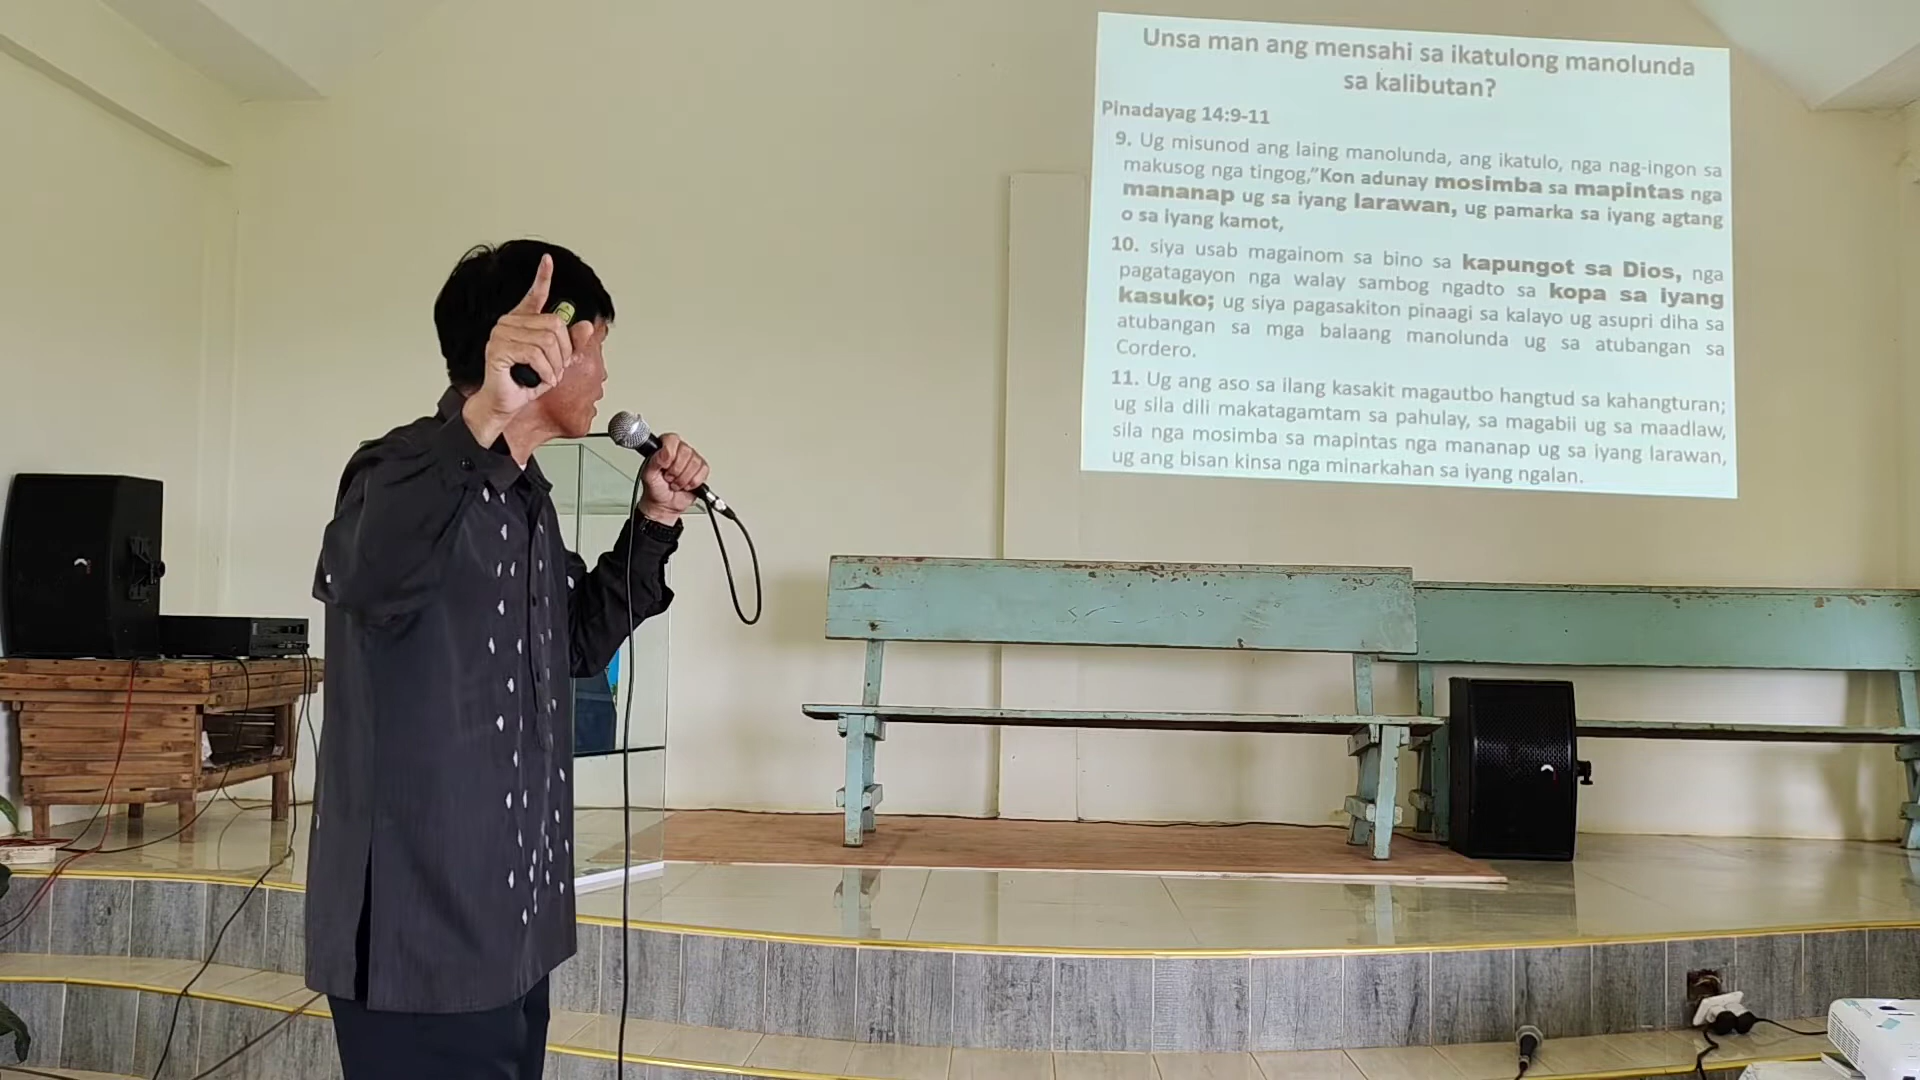 Unsa man ang mensahi sa ikatulong manolunda
sa kalibutan?
Pinadayag 14:9-11
9. Ug misunod ang laing manolunda, ang ikatulo, nga nag-ingon sa
makusog nga tingog,"Kon adunay mosimba sa mapintas nga
mananap ug sa iyang larawan, ug pamarka sa iyang agtang
o sa iyang kamot,
10. siya usab magainom sa bino sa kapungot sa Dios, nga
pagatagayon nga walay sambog ngadto sa kopa sa iyang
kasuko; ug siya pagasakiton pinaagi sa kalayo ug asupri diha sa
atubangan sa mga balaang manolunda ug sa atubangan sa
Cordero.
11. Ug ang aso sa ilang kasakit magautbo hangtud sa kahangturan;
ug sila dili makatagamtam sa pahulay, sa magabii ug sa maadlaw,
sila nga mosimba sa mapintas nga mananap ug sa iyang larawan,
ug ang bisan kinsa nga minarkahan sa iyang ngalan.